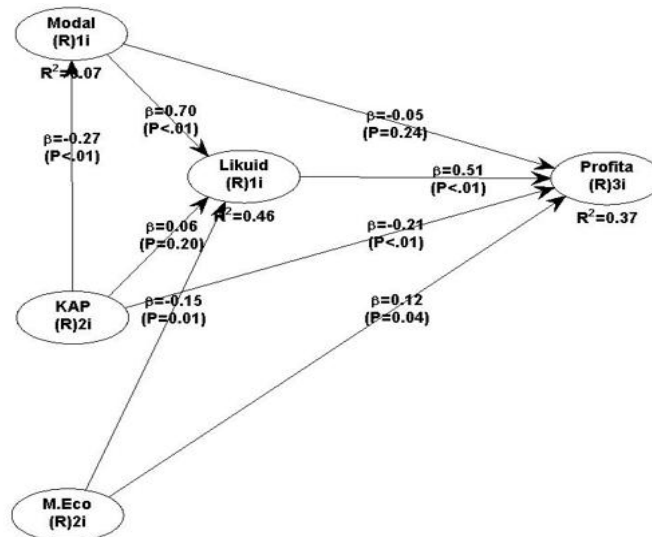 Modal
(R)1i
R²=0.07
β=0.70
(P<.01)
β=-0.05
(P=0.24)
β=-0.27
(P<.01)
Likuid
(R)1i
R²=0.46
β=0.51
(P<.01)
Profita
(R)3i
R²=0.37
β=0.06
(P=0.20)
β=-0.21
(P<.01)
KAP
(R)2i
β=-0.15
(P=0.01)
β=0.12
(P=0.04)
M.Eco
(R)2i